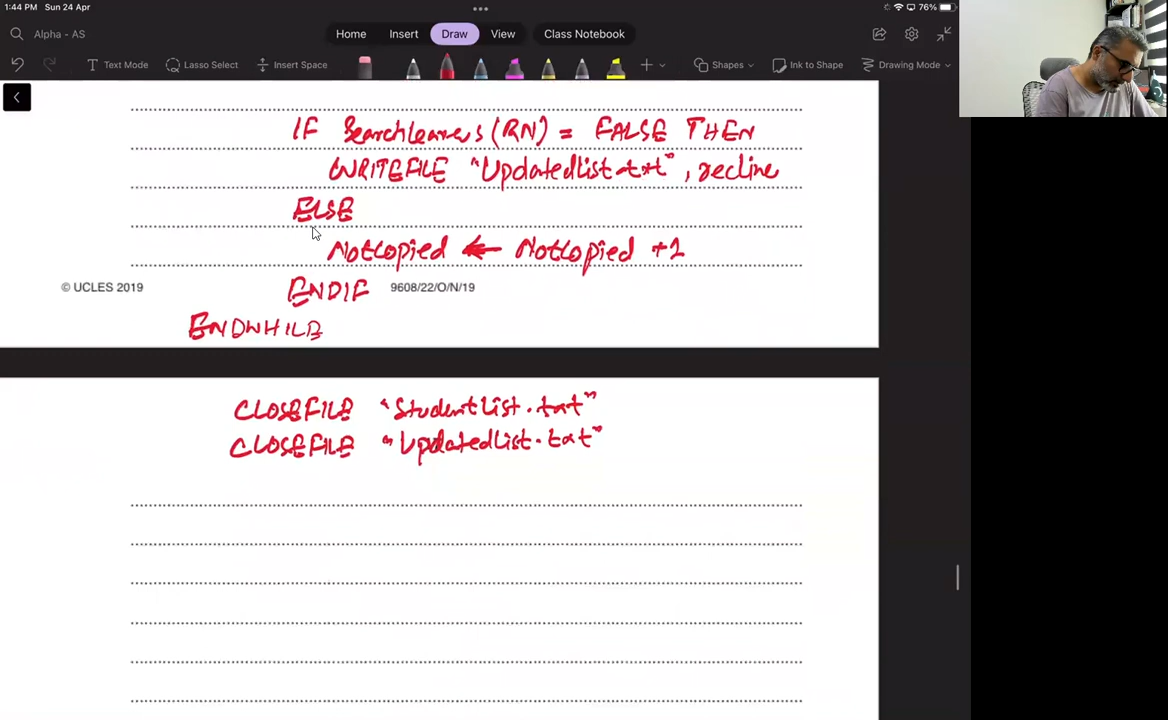 1:44 PM Sun 24 Apr
76%
Alpha - AS
Home Insert Draw View Class Notebook
Text Mode Lasso Select Insert Space Shapes Ink to Shape Drawing Mode
IF SearchLearners (RN) = FALSE THEN
WRITEFILE "UpdatedList.txt", recline
ELSE
NotCopied ← NotCopied +1
© UCLES 2019 9608/22/O/N/19
ENDIF
ENDWHILE
CLOSEFILE "StudentList.txt"
CLOSEFILE "UpdatedList.txt"